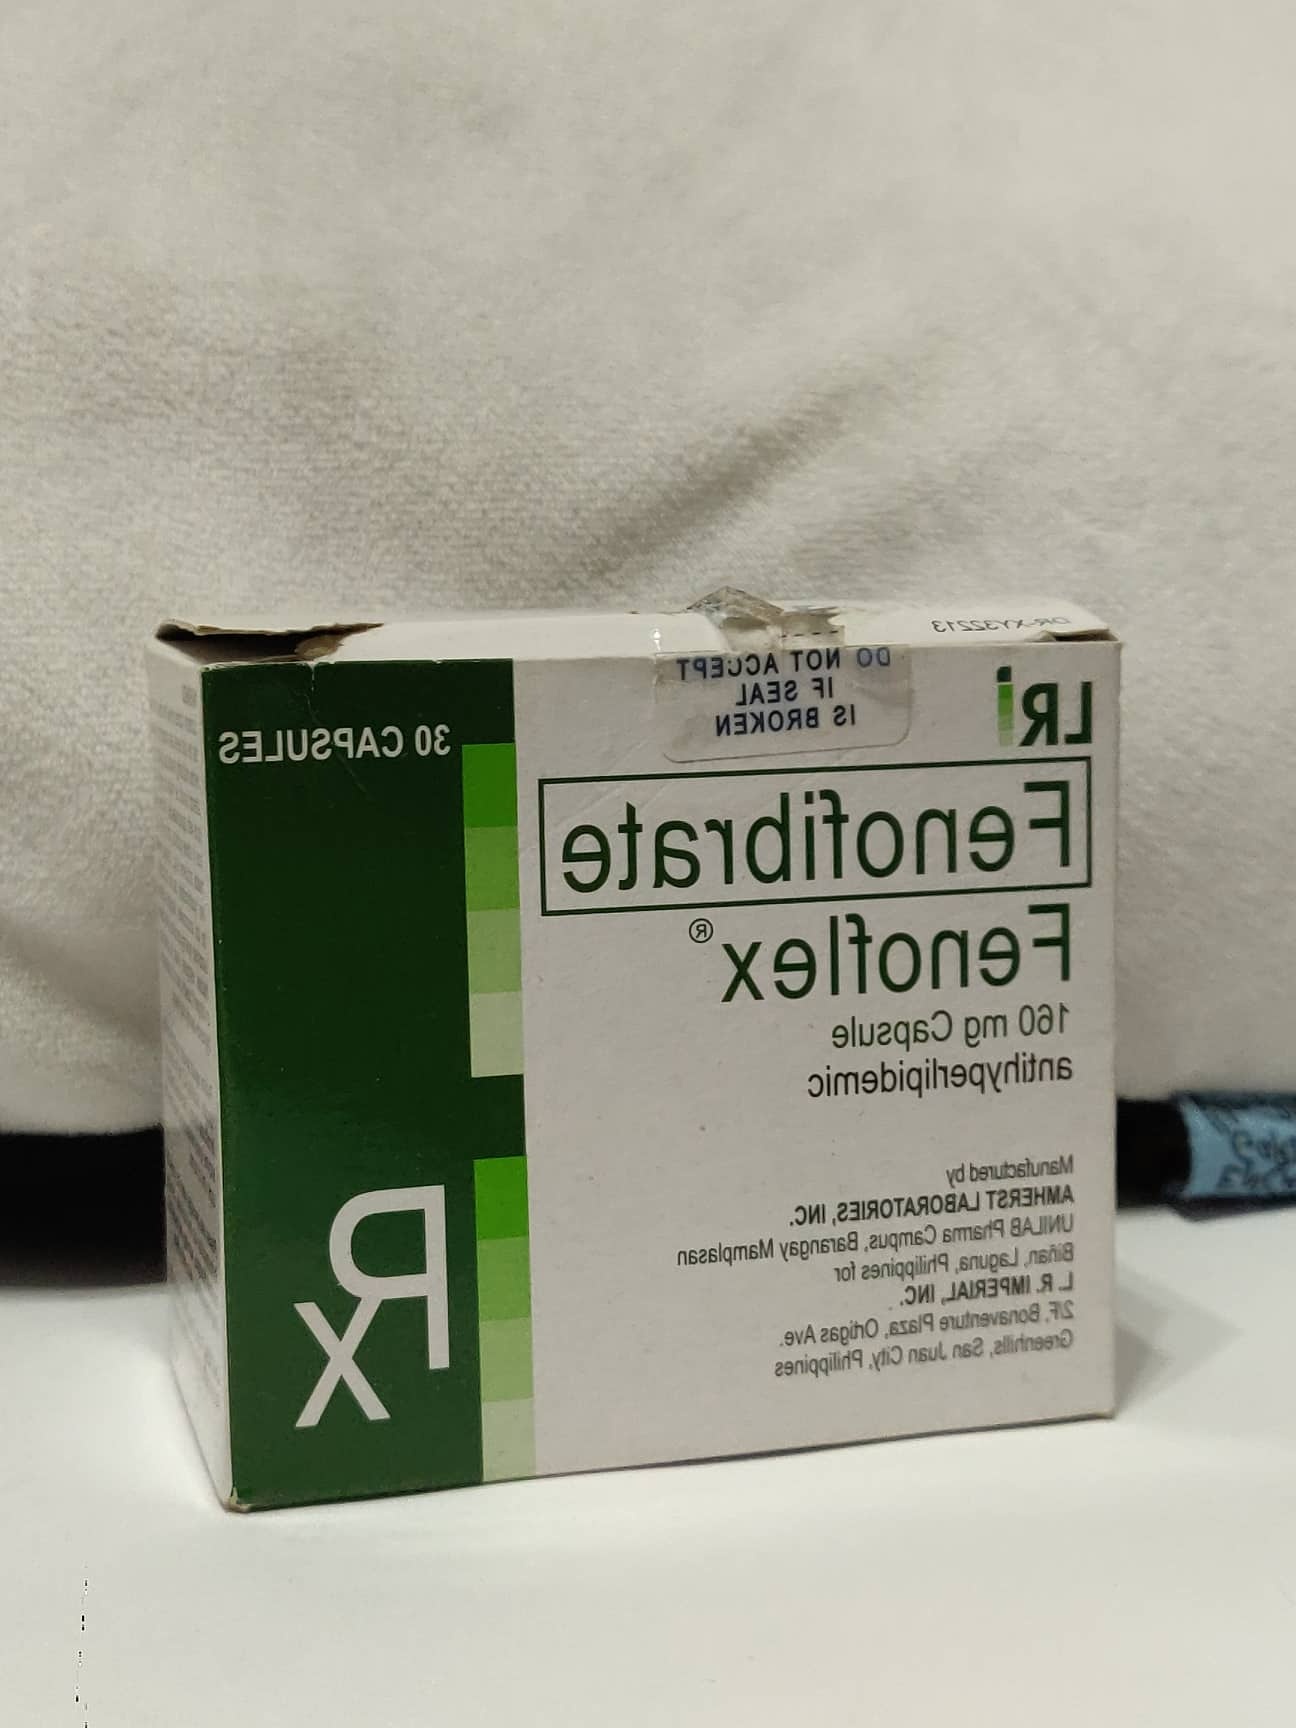 DR-XY32213
DO NOT ACCEPT
IF SEAL
IS BROKEN
LRi
30 CAPSULES
Fenofibrate
Fenoflex®
160 mg Capsule
antihyperlipidemic
Manufactured by
AMHERST LABORATORIES, INC.
UNILAB Pharma Campus, Barangay Mamplasan
Biñan, Laguna, Philippines for
L. R. IMPERIAL, INC.
2/F, Bonaventure Plaza, Ortigas Ave.
Greenhills, San Juan City, Philippines
Rx